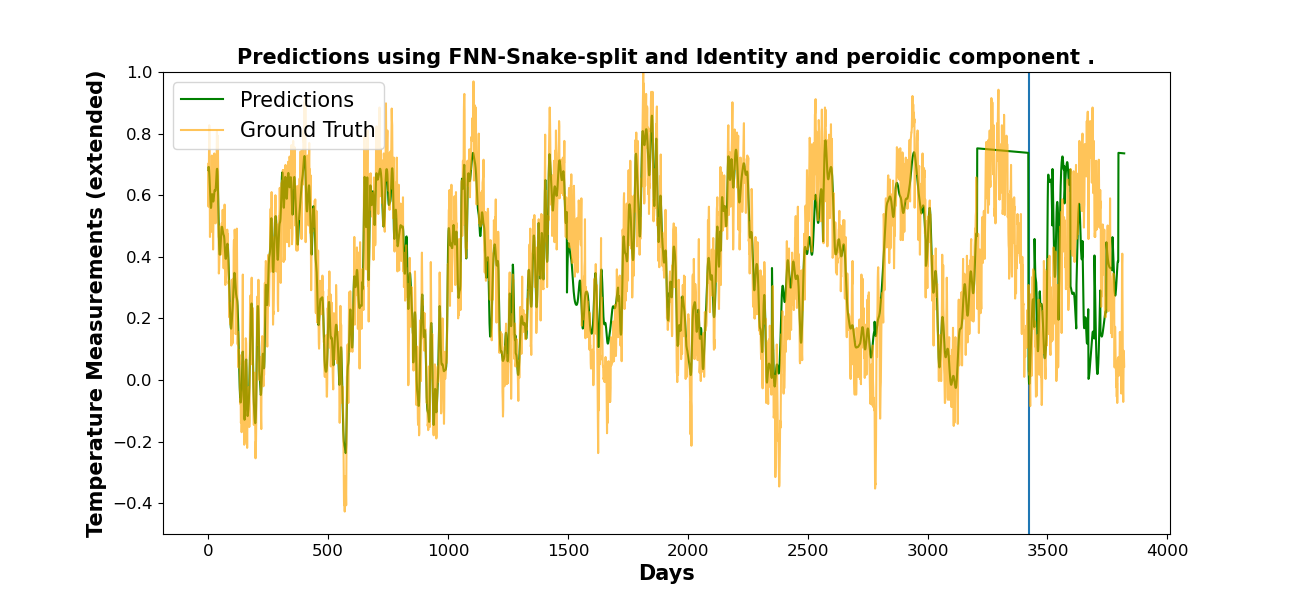 Predictions using FNN-Snake-split and Identity and peroidic component .
Temperature Measurements (extended)
1.0
0.8
0.6
0.4
0.2
0.0
−0.2
−0.4
Predictions
Ground Truth
0 500 1000 1500 2000 2500 3000 3500 4000
Days